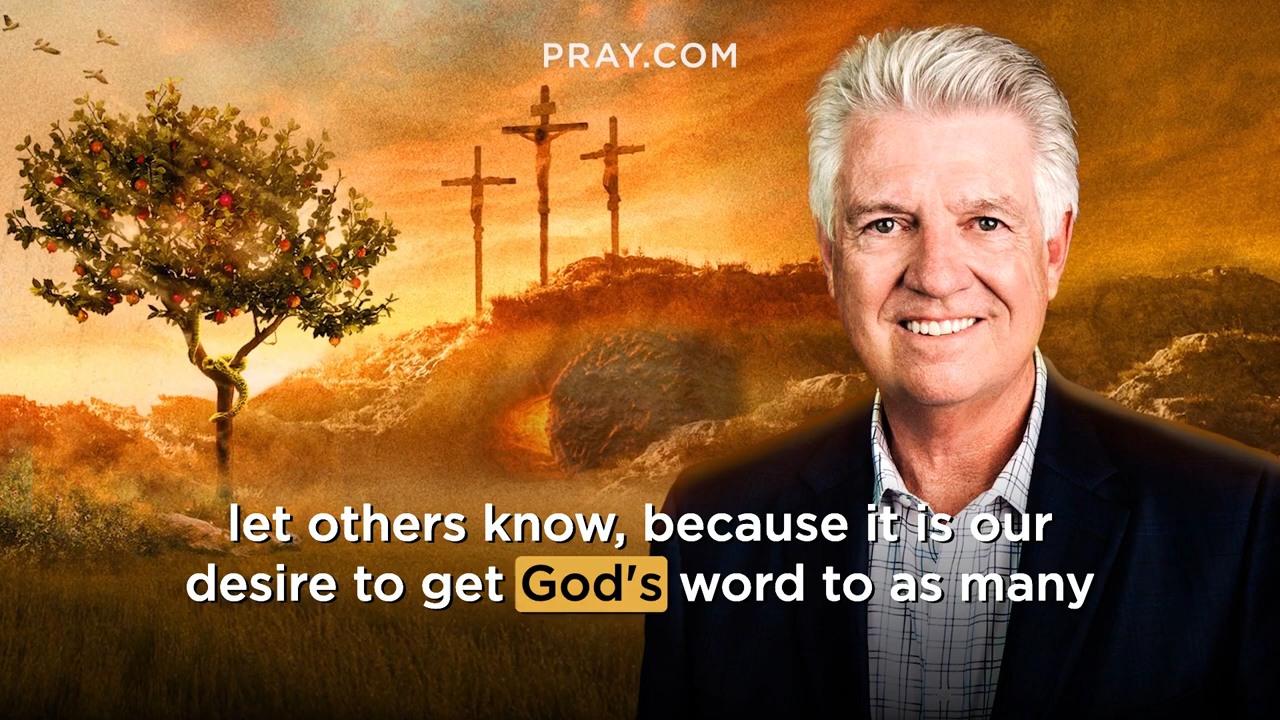 PRAY.COM
let others know, because it is our
desire to get God's word to as many